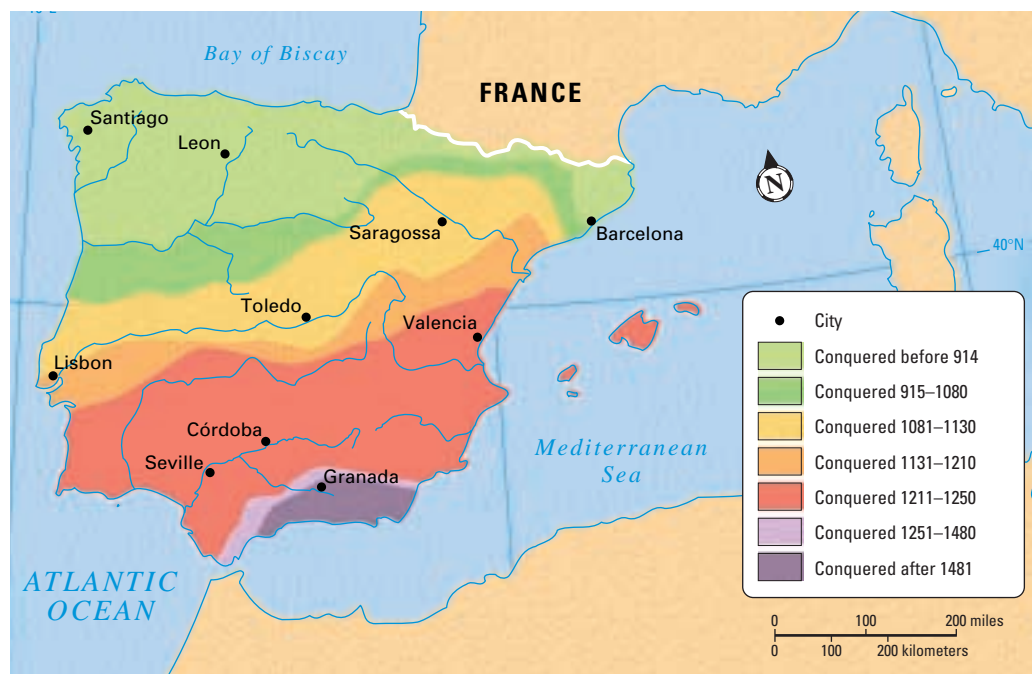 Bay of Biscay
FRANCE
Santiago
Leon
N
Saragossa
Barcelona
40°N
Toledo
Valencia
Lisbon
Córdoba
Seville
Granada
Mediterranean
Sea
ATLANTIC
OCEAN
City
Conquered before 914
Conquered 915–1080
Conquered 1081–1130
Conquered 1131–1210
Conquered 1211–1250
Conquered 1251–1480
Conquered after 1481
0 100 200 miles
0 100 200 kilometers